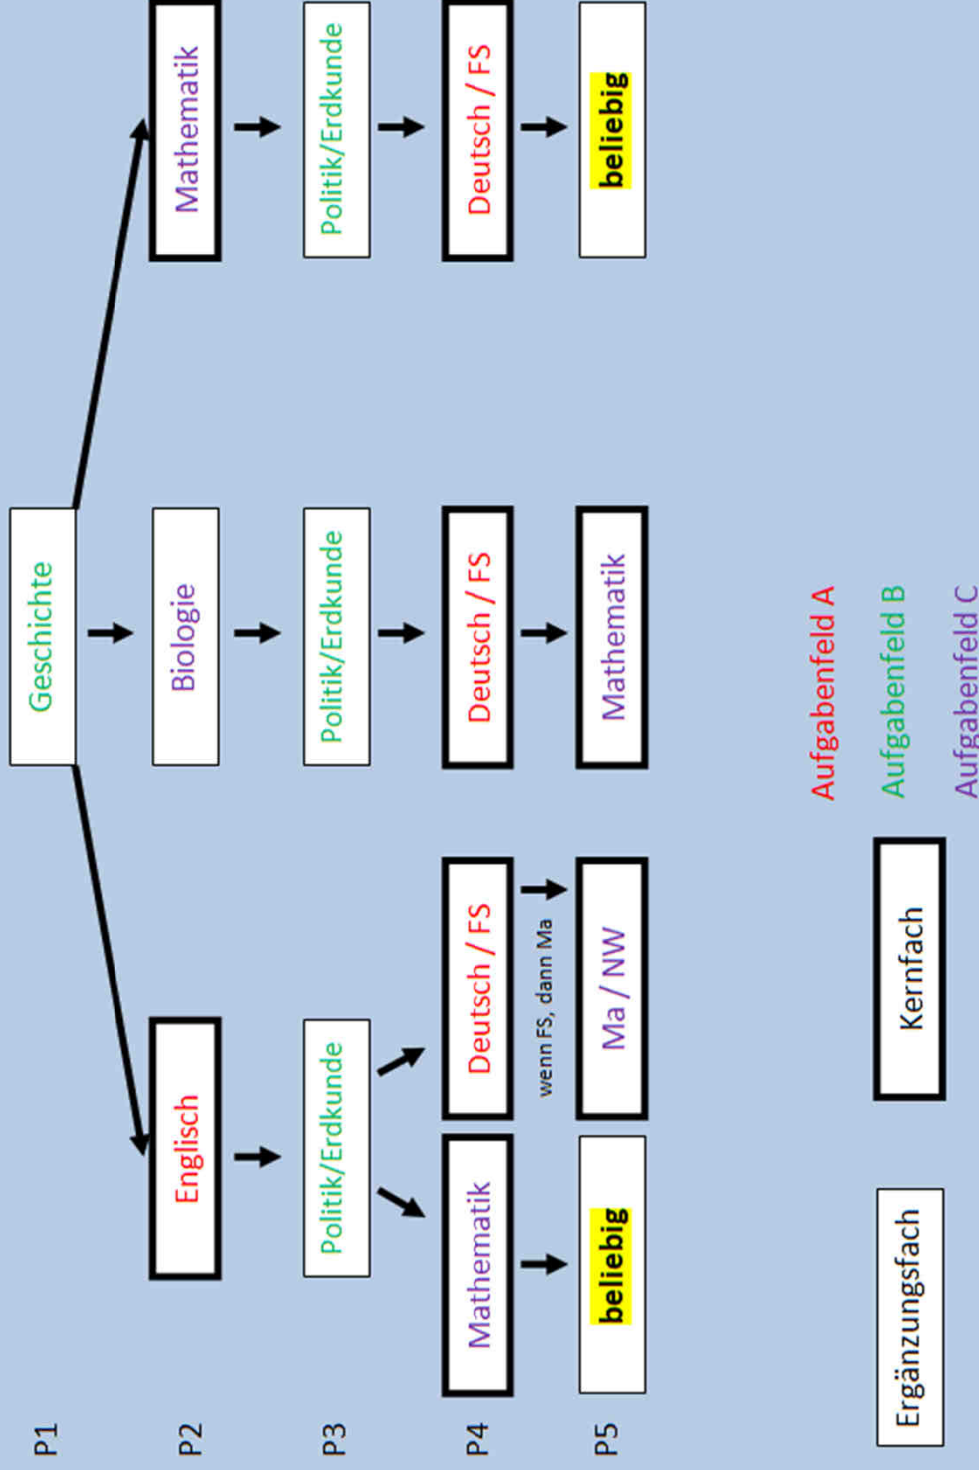 P1
Geschichte
P2
Englisch
Biologie
Mathematik
P3
Politik/Erdkunde
Politik/Erdkunde
Politik/Erdkunde
P4
Mathematik
Deutsch / FS
Deutsch / FS
Deutsch / FS
wenn FS, dann Ma
P5
beliebig
Ma / NW
Mathematik
beliebig
Ergänzungsfach
Kernfach
Aufgabenfeld A
Aufgabenfeld B
Aufgabenfeld C